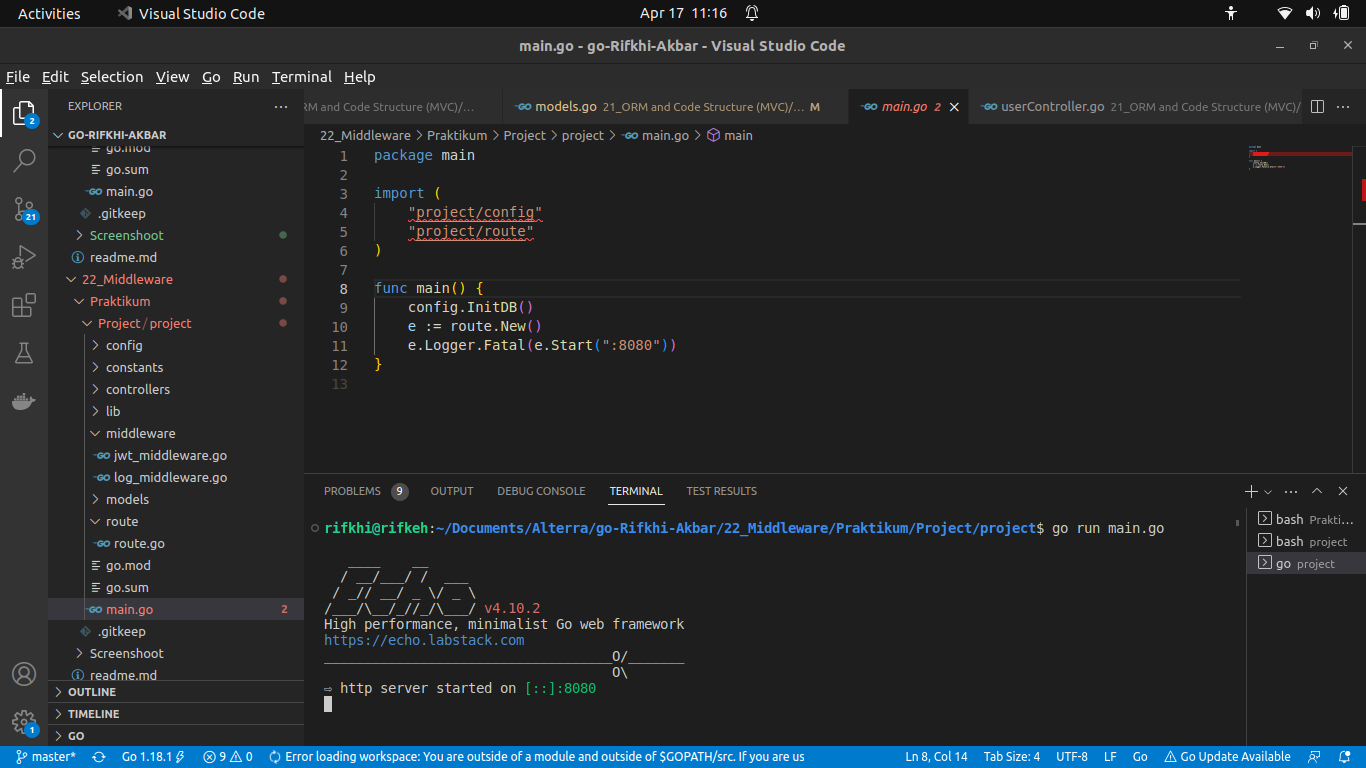 Activities
Visual Studio Code
Apr 17 11:16
main.go - go-Rifkhi-Akbar - Visual Studio Code
File Edit Selection View Go Run Terminal Help
EXPLORER
GO-RIFKHI-AKBAR
go.mod
go.sum
main.go
.gitkeep
Screenshoot
readme.md
22_Middleware
Praktikum
Project / project
config
constants
controllers
lib
middleware
jwt_middleware.go
log_middleware.go
models
route
route.go
go.mod
go.sum
main.go 2
.gitkeep
Screenshoot
readme.md
OUTLINE
TIMELINE
GO
2
21
1
RM and Code Structure (MVC)/...
models.go 21_ORM and Code Structure (MVC)/... M
main.go 2
userController.go 21_ORM and Code Structure (MVC)/
22_Middleware > Praktikum > Project > project > main.go > main
1 package main
2
3 import (
4 "project/config"
5 "project/route"
6 )
7
8 func main() {
9 config.InitDB()
10 e := route.New()
11 e.Logger.Fatal(e.Start(":8080"))
12 }
13
PROBLEMS 9 OUTPUT DEBUG CONSOLE TERMINAL TEST RESULTS
rifkhi@rifkeh:~/Documents/Alterra/go-Rifkhi-Akbar/22_Middleware/Praktikum/Project/project$ go run main.go
   ____    __
  / __/___/ /  ___
 / _// __/ _ \/ _ \
/___/\__/_//_/\___/ v4.10.2
High performance, minimalist Go web framework
https://echo.labstack.com
____________________________________O/_______
                                    O\
⇨ http server started on [::]:8080
bash Prakti...
bash project
go project
master* Go 1.18.1 9 0 Error loading workspace: You are outside of a module and outside of $GOPATH/src. If you are us Ln 8, Col 14 Tab Size: 4 UTF-8 LF Go Go Update Available